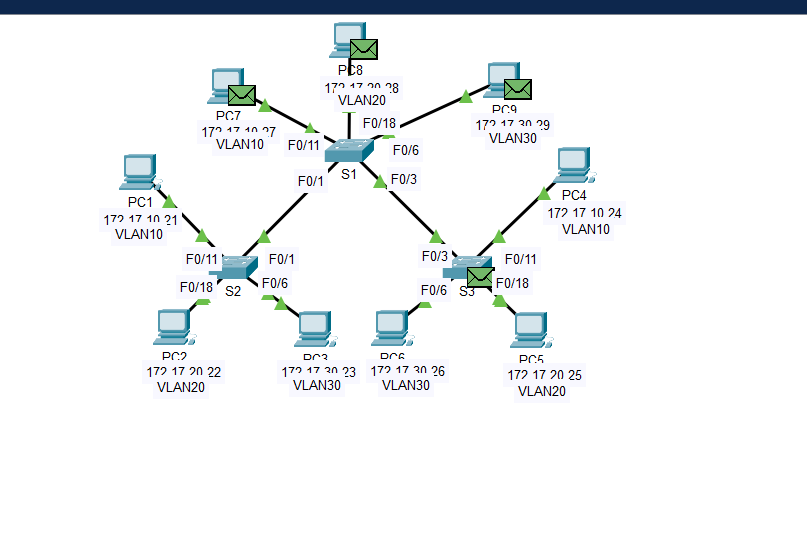 PC8
172.17.20.28
VLAN20
PC7
172.17.10.27
VLAN10
PC9
172.17.30.29
VLAN30
F0/18
F0/11
F0/6
S1
F0/1
F0/3
PC1
172.17.10.21
VLAN10
PC4
172.17.10.24
VLAN10
F0/11
F0/1
F0/18
F0/6
S2
F0/3
F0/11
F0/6
F0/18
S3
PC2
172.17.20.22
VLAN20
PC3
172.17.30.23
VLAN30
PC6
172.17.30.26
VLAN30
PC5
172.17.20.25
VLAN20